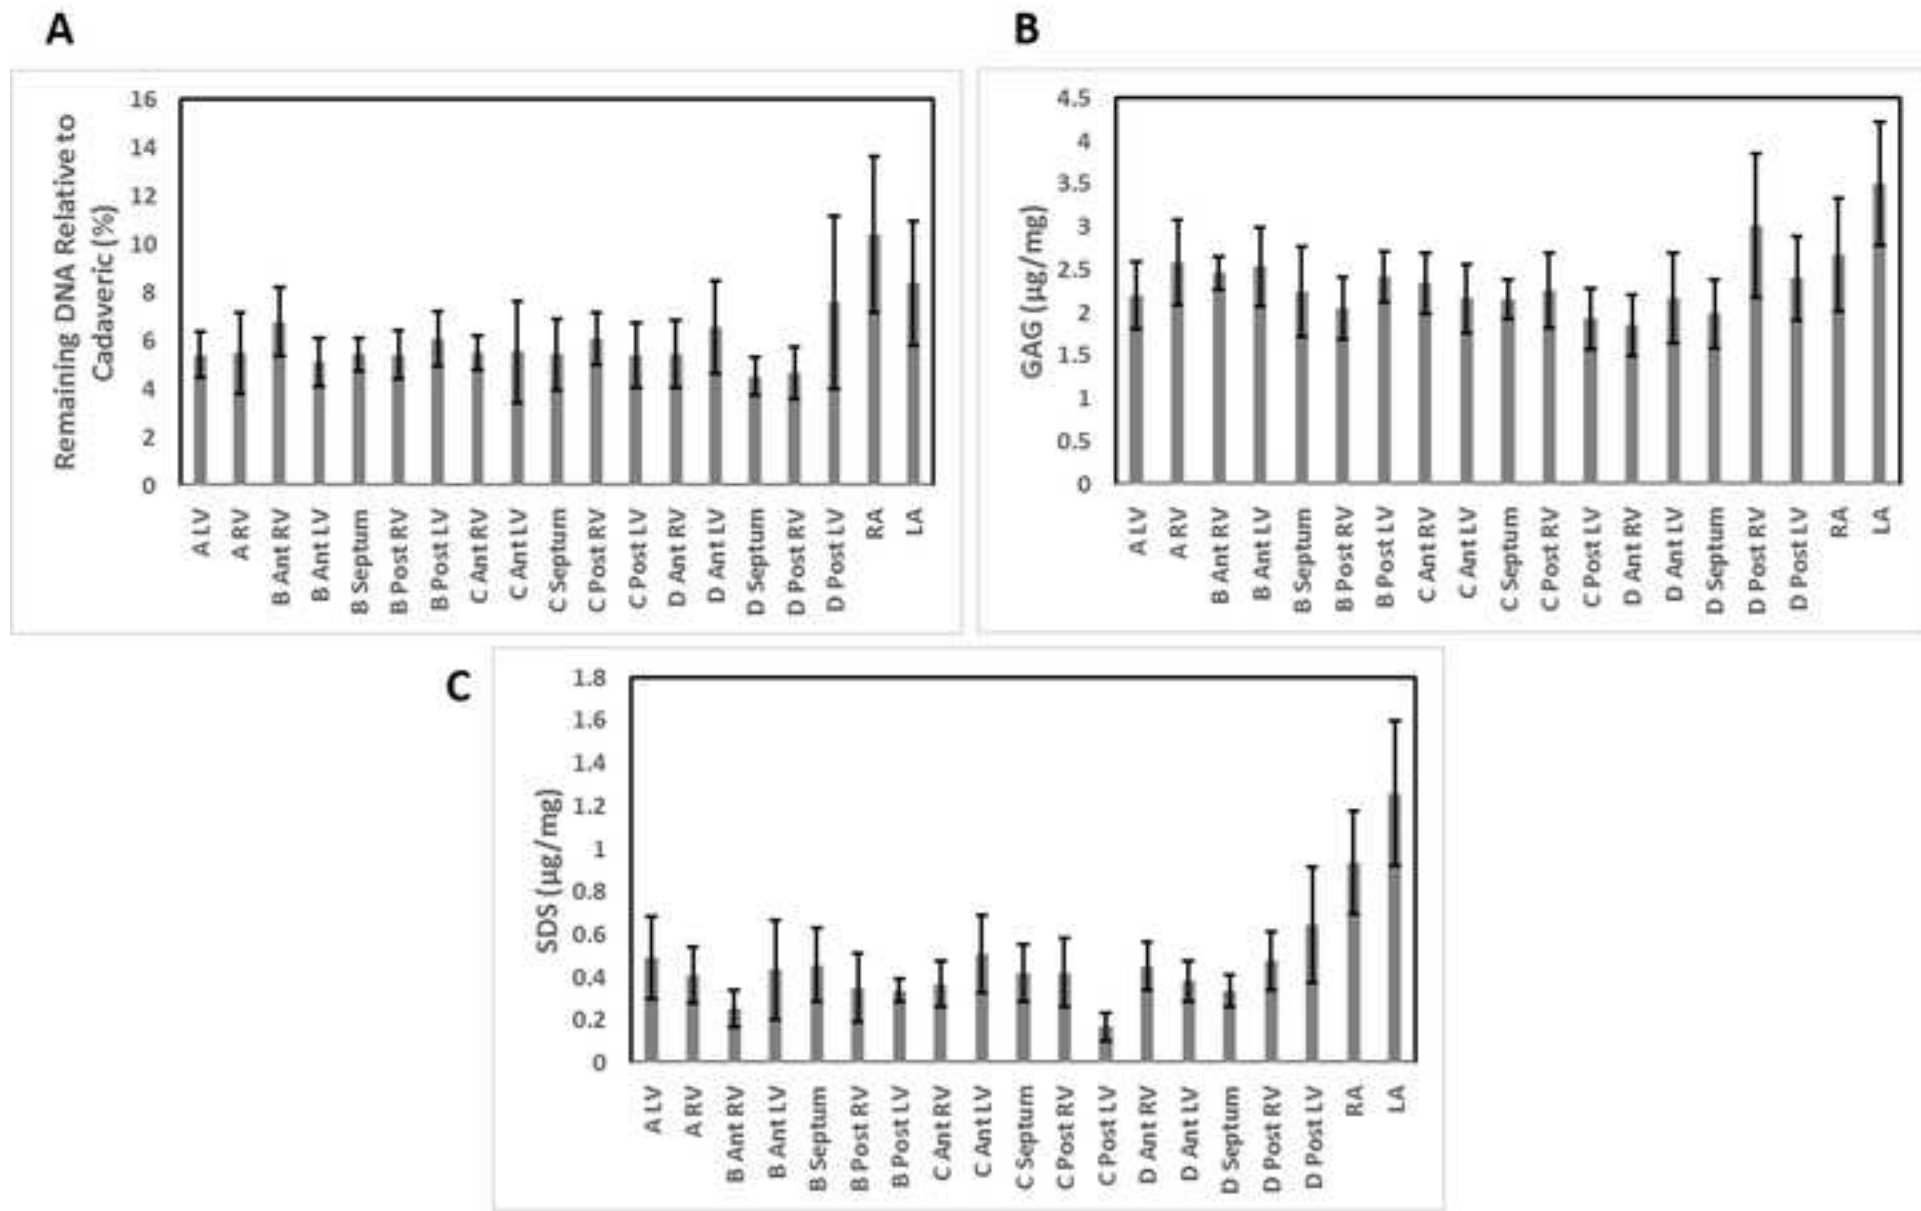 A
Remaining DNA Relative to
Cadaveric (%)
16
14
12
10
8
6
4
2
0
A LV
A RV
B Ant RV
B Ant LV
B Septum
B Post RV
B Post LV
C Ant RV
C Ant LV
C Septum
C Post RV
C Post LV
D Ant RV
D Ant LV
D Septum
D Post RV
D Post LV
RA
LA
B
GAG (µg/mg)
4.5
4
3.5
3
2.5
2
1.5
1
0.5
0
A LV
A RV
B Ant RV
B Ant LV
B Septum
B Post RV
B Post LV
C Ant RV
C Ant LV
C Septum
C Post RV
C Post LV
D Ant RV
D Ant LV
D Septum
D Post RV
D Post LV
RA
LA
C
SDS (µg/mg)
1.8
1.6
1.4
1.2
1
0.8
0.6
0.4
0.2
0
A LV
A RV
B Ant RV
B Ant LV
B Septum
B Post RV
B Post LV
C Ant RV
C Ant LV
C Septum
C Post RV
C Post LV
D Ant RV
D Ant LV
D Septum
D Post RV
D Post LV
RA
LA